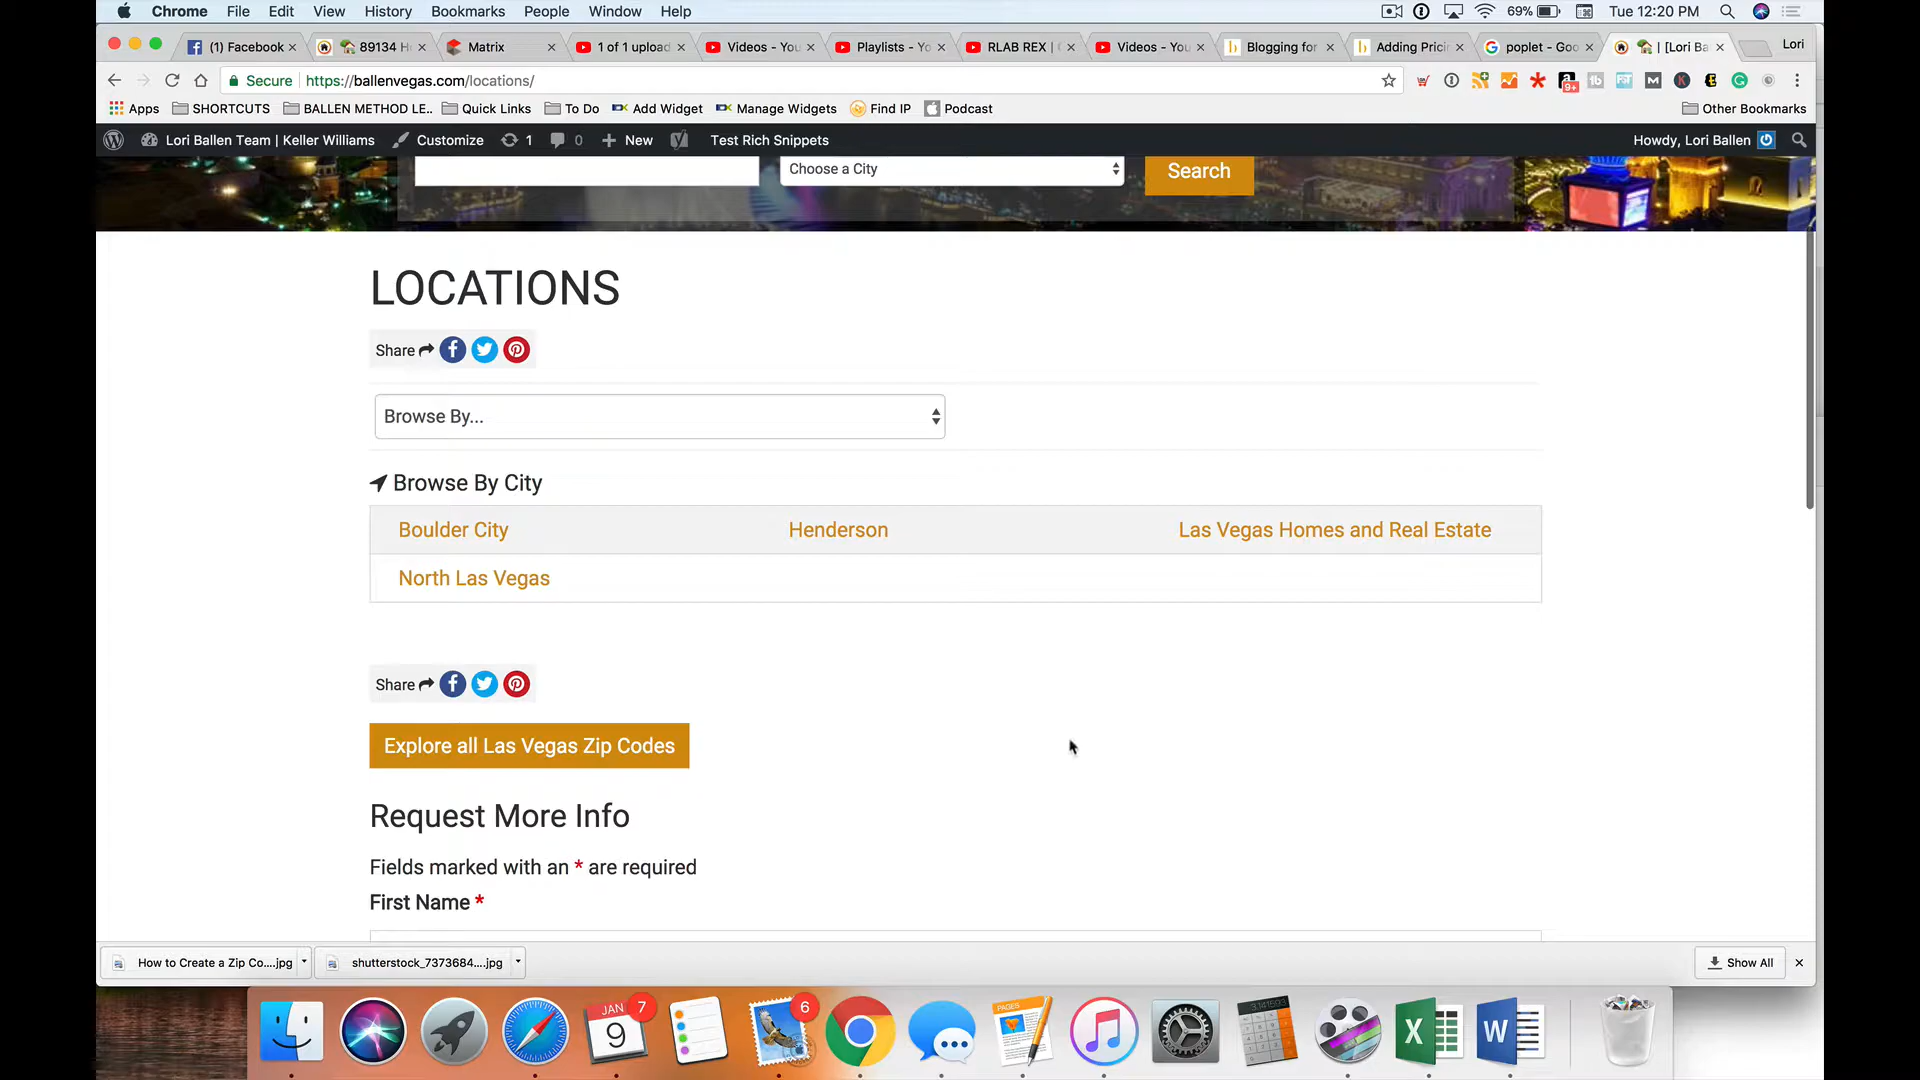 Chrome File Edit View History Bookmarks People Window Help 69% Tue 12:20 PM
(1) Facebook 89134 H Matrix 1 of 1 upload Videos - You Playlists - Yo RLAB REX | Videos - You Blogging for Adding Prici poplet - Goo | [Lori Ba Lori
Secure https://ballenvegas.com/locations/ 9+
Apps SHORTCUTS BALLEN METHOD LE... Quick Links To Do Add Widget Manage Widgets Find IP Podcast Other Bookmarks
Lori Ballen Team | Keller Williams Customize 1 0 New Test Rich Snippets Howdy, Lori Ballen
Choose a City Search
LOCATIONS
Share
Browse By...
Browse By City
Boulder City Henderson Las Vegas Homes and Real Estate
North Las Vegas
Share
Explore all Las Vegas Zip Codes
Request More Info
Fields marked with an * are required
First Name *
How to Create a Zip Co....jpg shutterstock_7373684....jpg Show All
JAN 9 7 6 PAGES 3.141593 X W